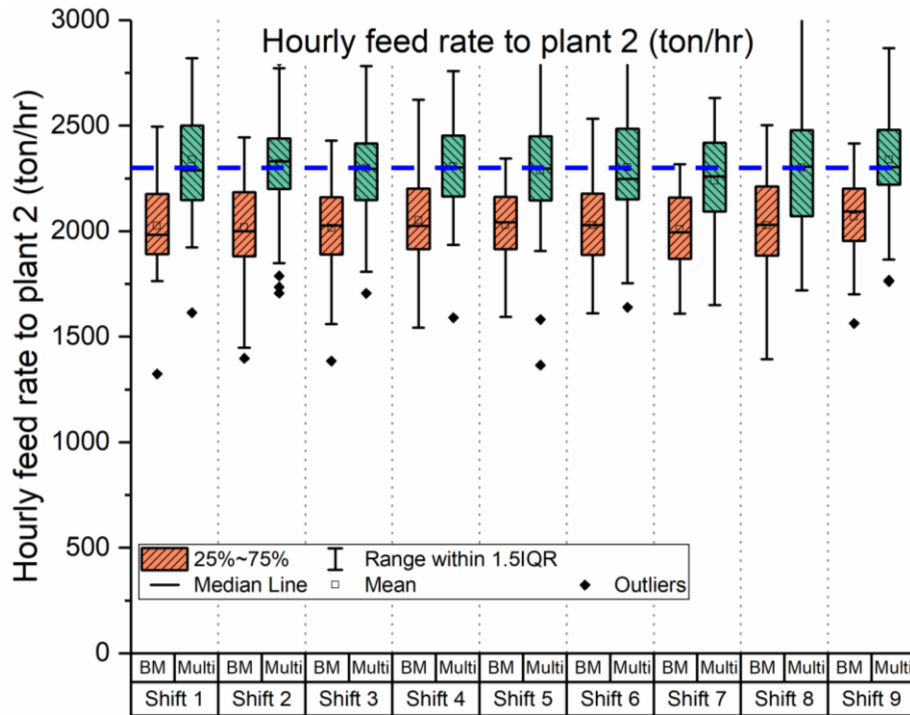 Hourly feed rate to plant 2 (ton/hr)
Hourly feed rate to plant 2 (ton/hr)
3000
2500
2000
1500
1000
500
0
25%~75% Range within 1.5IQR
Median Line Mean Outliers
BM Multi BM Multi BM Multi BM Multi BM Multi BM Multi BM Multi BM Multi BM Multi
Shift 1 Shift 2 Shift 3 Shift 4 Shift 5 Shift 6 Shift 7 Shift 8 Shift 9